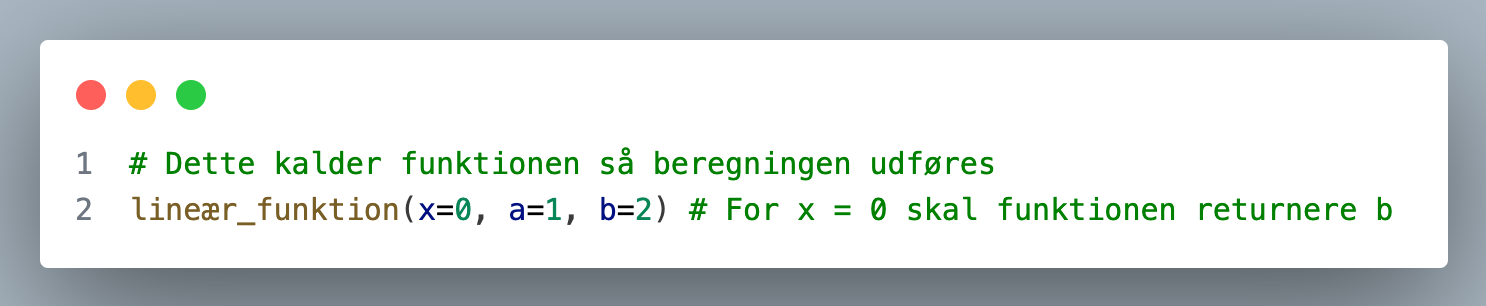 1 # Dette kalder funktionen så beregningen udføres
2 lineær_funktion(x=0, a=1, b=2) # For x = 0 skal funktionen returnere b